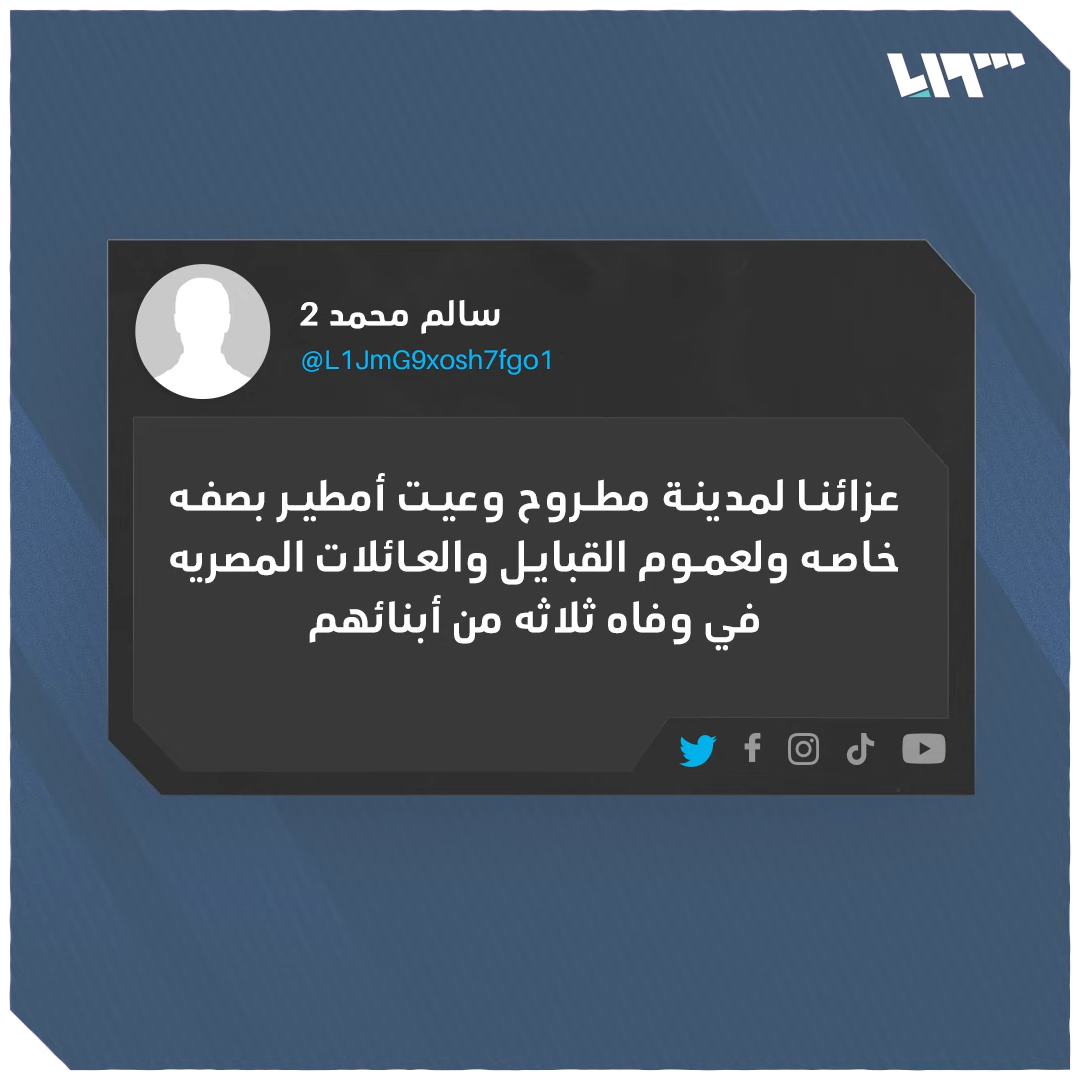 سالم محمد 2
@L1JmG9xosh7fgo1
عزائنا لمدينة مطروح وعيت أمطير بصفه
خاصه ولعموم القبايل والعائلات المصريه
في وفاه ثلاثه من أبنائهم